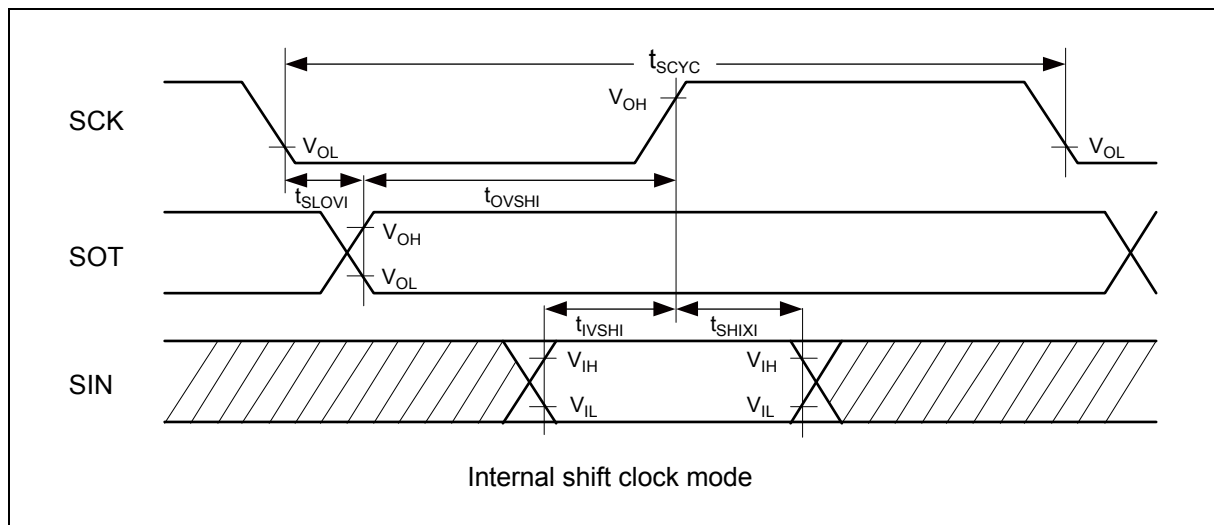 tSCYC
SCK
VOH
VOL
VOL
tSLOVI
tOVSHI
SOT
VOH
VOL
tIVSHI
tSHIXI
SIN
VIH
VIH
VIL
VIL
Internal shift clock mode